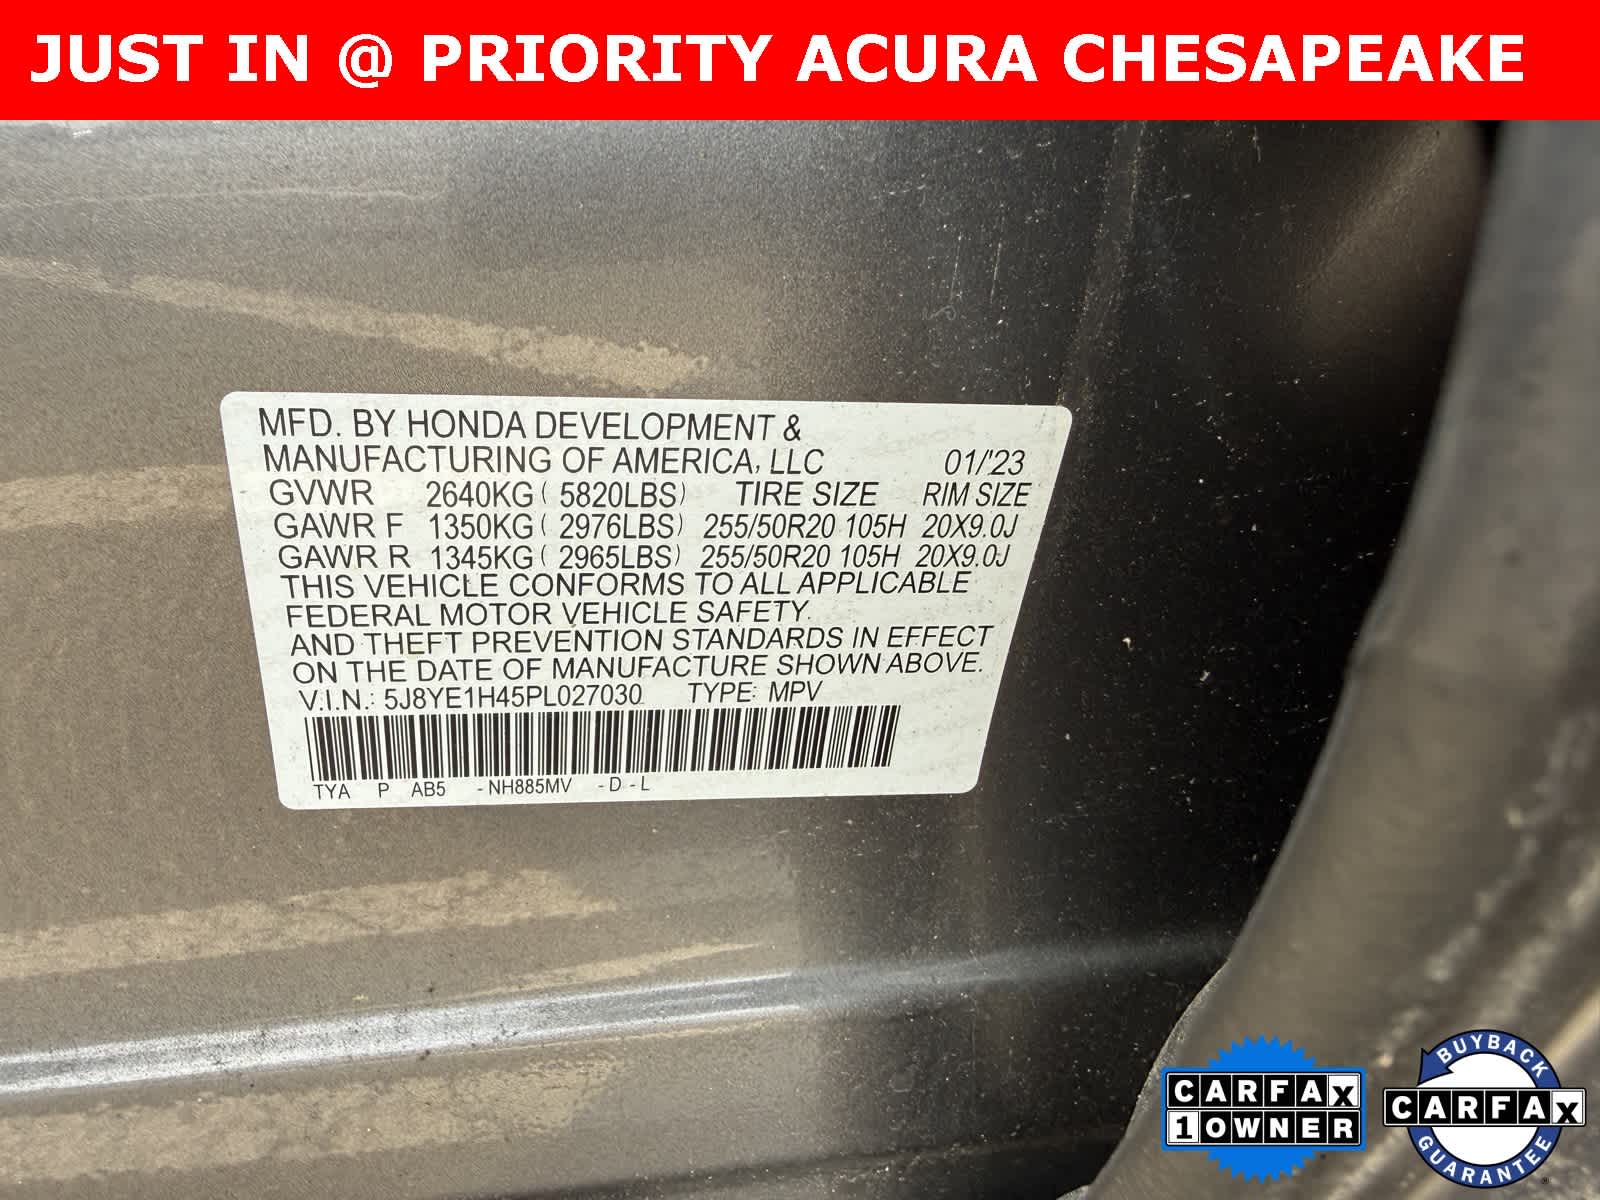 JUST IN @ PRIORITY ACURA CHESAPEAKE
MFD. BY HONDA DEVELOPMENT &
MANUFACTURING OF AMERICA, LLC 01/'23
GVWR 2640KG ( 5820LBS) TIRE SIZE RIM SIZE
GAWR F 1350KG ( 2976LBS) 255/50R20 105H 20X9.0J
GAWR R 1345KG ( 2965LBS) 255/50R20 105H 20X9.0J
THIS VEHICLE CONFORMS TO ALL APPLICABLE
FEDERAL MOTOR VEHICLE SAFETY
AND THEFT PREVENTION STANDARDS IN EFFECT
ON THE DATE OF MANUFACTURE SHOWN ABOVE.
V.I.N.: 5J8YE1H45PL027030 TYPE: MPV
TYA P AB5 -NH885MV -D-L
CARFAX
1 OWNER
BUYBACK
CARFAX
GUARANTEE